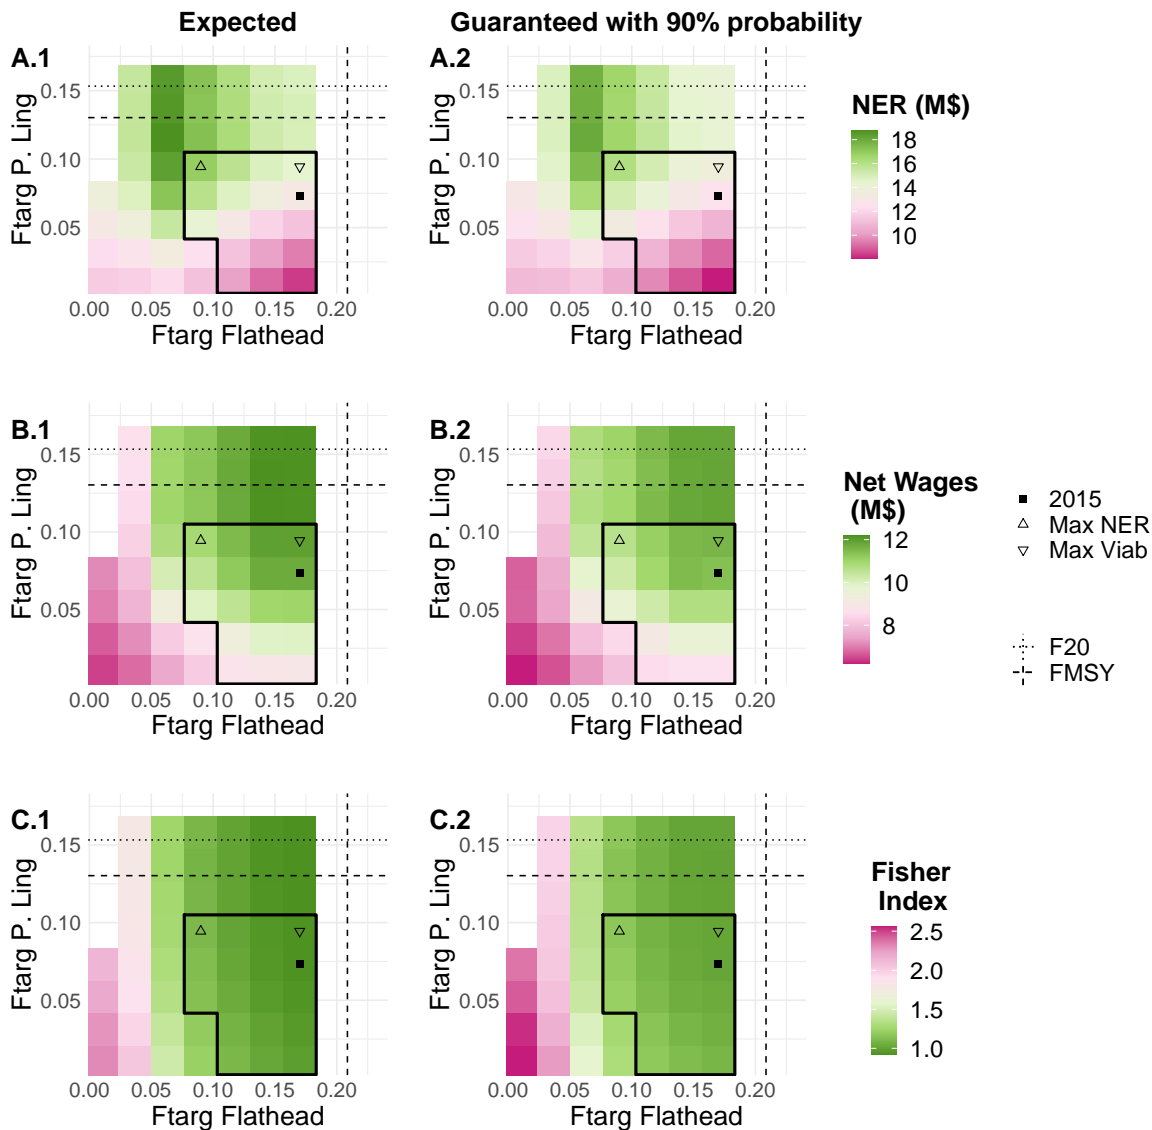 Expected
Guaranteed with 90% probability
A.1
A.2
0.15
0.10
0.05
Ftarg P. Ling
0.00 0.05 0.10 0.15 0.20
Ftarg Flathead
0.15
0.10
0.05
Ftarg P. Ling
0.00 0.05 0.10 0.15 0.20
Ftarg Flathead
NER (M$)
18
16
14
12
10
B.1
B.2
0.15
0.10
0.05
Ftarg P. Ling
0.00 0.05 0.10 0.15 0.20
Ftarg Flathead
0.15
0.10
0.05
Ftarg P. Ling
0.00 0.05 0.10 0.15 0.20
Ftarg Flathead
Net Wages
(M$)
12
10
8
2015
Max NER
Max Viab
F20
FMSY
C.1
C.2
0.15
0.10
0.05
Ftarg P. Ling
0.00 0.05 0.10 0.15 0.20
Ftarg Flathead
0.15
0.10
0.05
Ftarg P. Ling
0.00 0.05 0.10 0.15 0.20
Ftarg Flathead
Fisher
Index
2.5
2.0
1.5
1.0